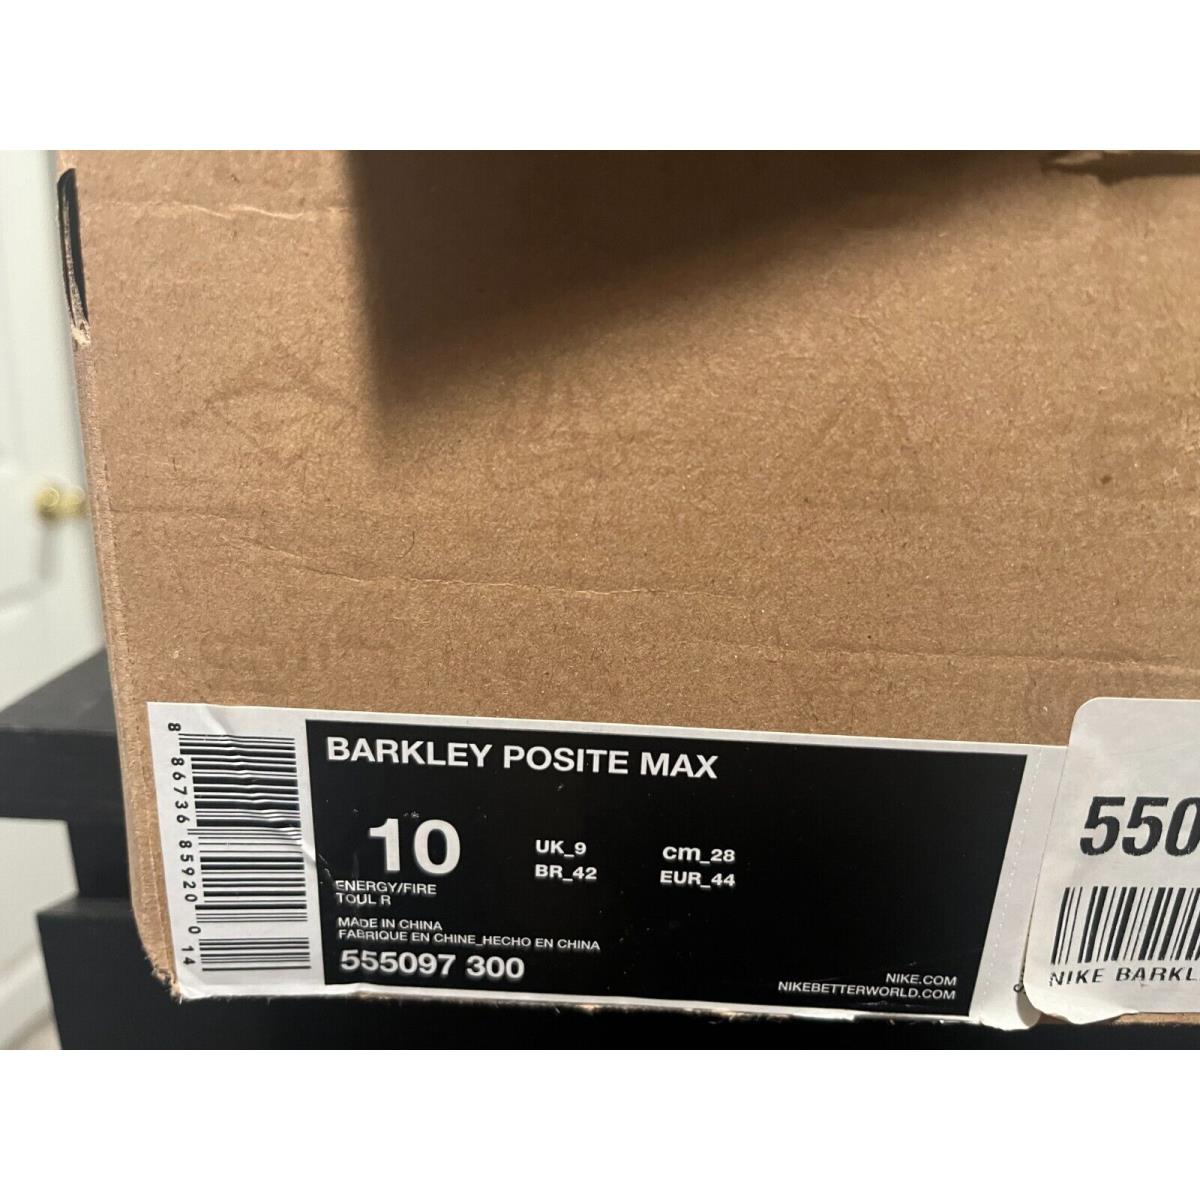 BARKLEY POSITE MAX
10
UK_9 cm_28
BR_42 EUR_44
ENERGY/FIRE
TOUL R
MADE IN CHINA
FABRIQUE EN CHINE_HECHO EN CHINA
555097 300
NIKE.COM
NIKEBETTERWORLD.COM
8 86736 85920 0 14
550
NIKE BARKL